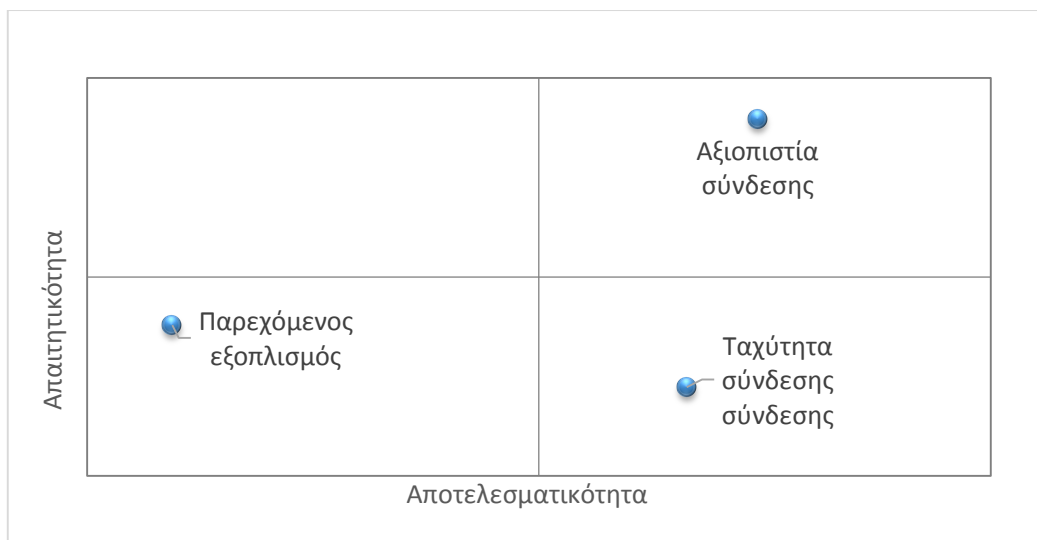 Αξιοπιστία
σύνδεσης
Παρεχόμενος
εξοπλισμός
Ταχύτητα
σύνδεσης
σύνδεσης
Απαιτητικότητα
Αποτελεσματικότητα